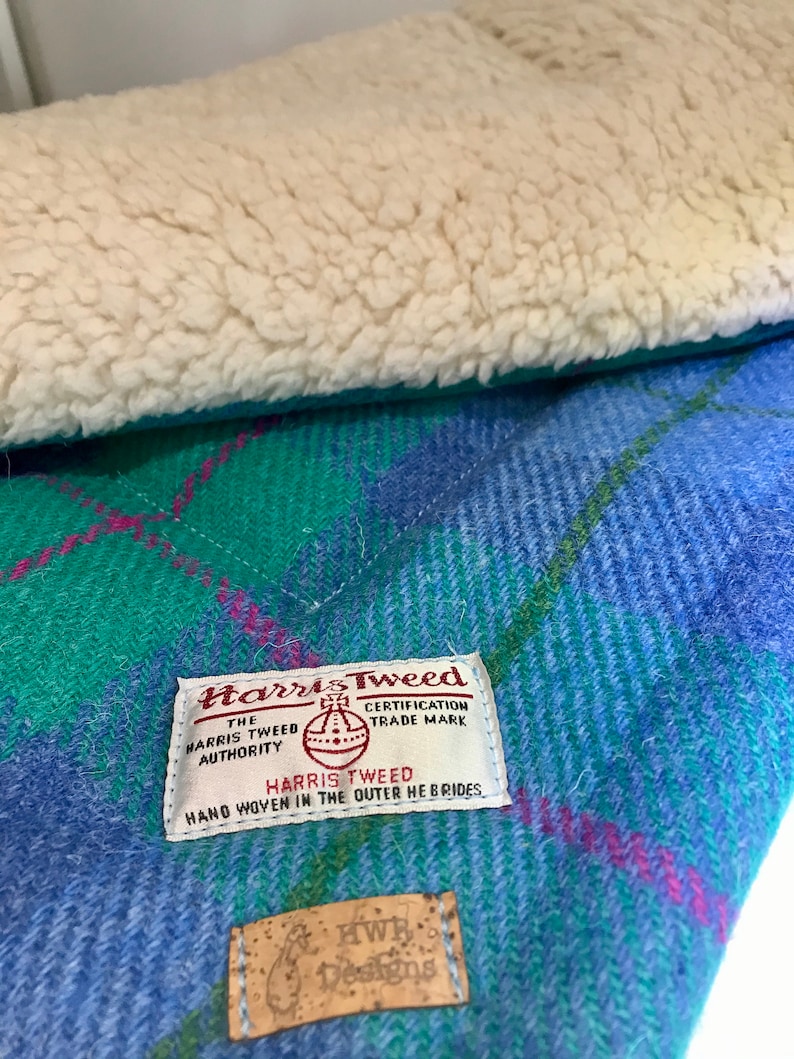 Harris Tweed
THE HARRIS TWEED AUTHORITY
CERTIFICATION TRADE MARK
HARRIS TWEED
HAND WOVEN IN THE OUTER HEBRIDES
HWR
Designs